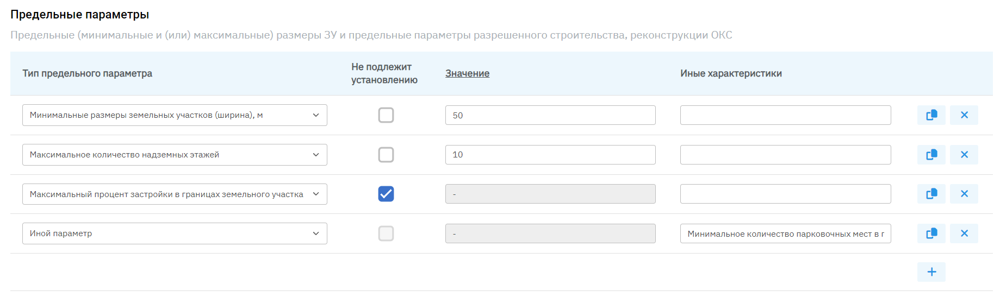 Предельные параметры
Предельные (минимальные и (или) максимальные) размеры ЗУ и предельные параметры разрешенного строительства, реконструкции ОКС
Тип предельного параметра
Не подлежит
установлению
Значение
Иные характеристики
Минимальные размеры земельных участков (ширина), м
50
Максимальное количество надземных этажей
10
Максимальный процент застройки в границах земельного участка
-
Иной параметр
-
Минимальное количество парковочных мест в г